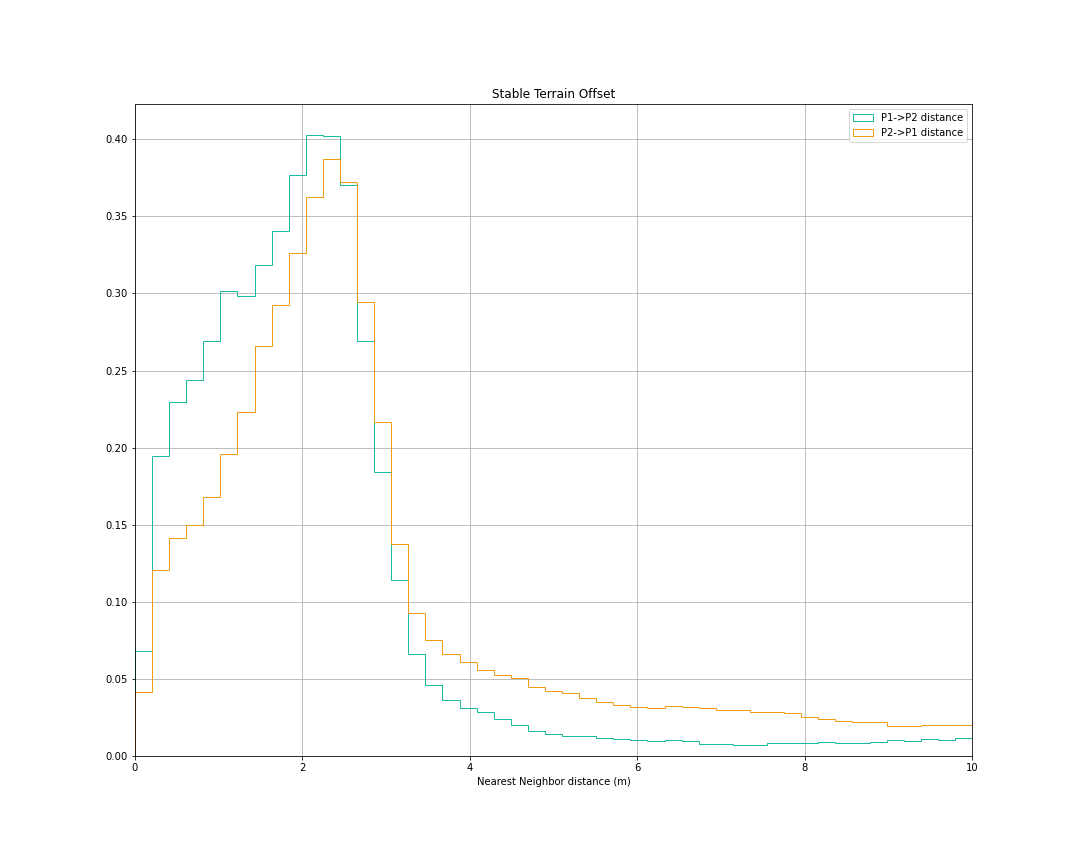 Stable Terrain Offset
P1->P2 distance
P2->P1 distance
0.40
0.35
0.30
0.25
0.20
0.15
0.10
0.05
0.00
0 2 4 6 8 10
Nearest Neighbor distance (m)